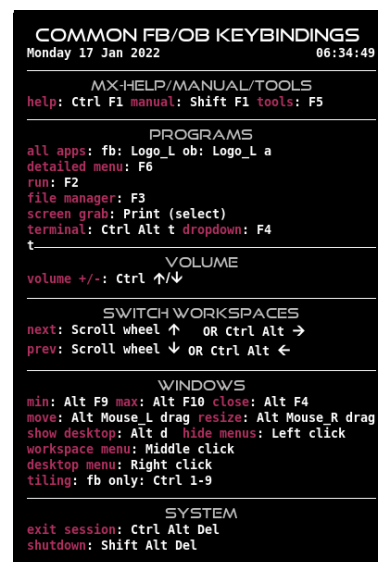 COMMON FB/OB KEYBINDINGS
Monday 17 Jan 2022 06:34:49
MX-HELP/MANUAL/TOOLS
help: Ctrl F1 manual: Shift F1 tools: F5
PROGRAMS
all apps: fb: Logo_L ob: Logo_L a
detailed menu: F6
run: F2
file manager: F3
screen grab: Print (select)
terminal: Ctrl Alt t dropdown: F4
t
VOLUME
volume +/-: Ctrl ↑/↓
SWITCH WORKSPACES
next: Scroll wheel ↑ OR Ctrl Alt →
prev: Scroll wheel ↓ OR Ctrl Alt ←
WINDOWS
min: Alt F9 max: Alt F10 close: Alt F4
move: Alt Mouse_L drag resize: Alt Mouse_R drag
show desktop: Alt d hide menus: Left click
workspace menu: Middle click
desktop menu: Right click
tiling: fb only: Ctrl 1-9
SYSTEM
exit session: Ctrl Alt Del
shutdown: Shift Alt Del